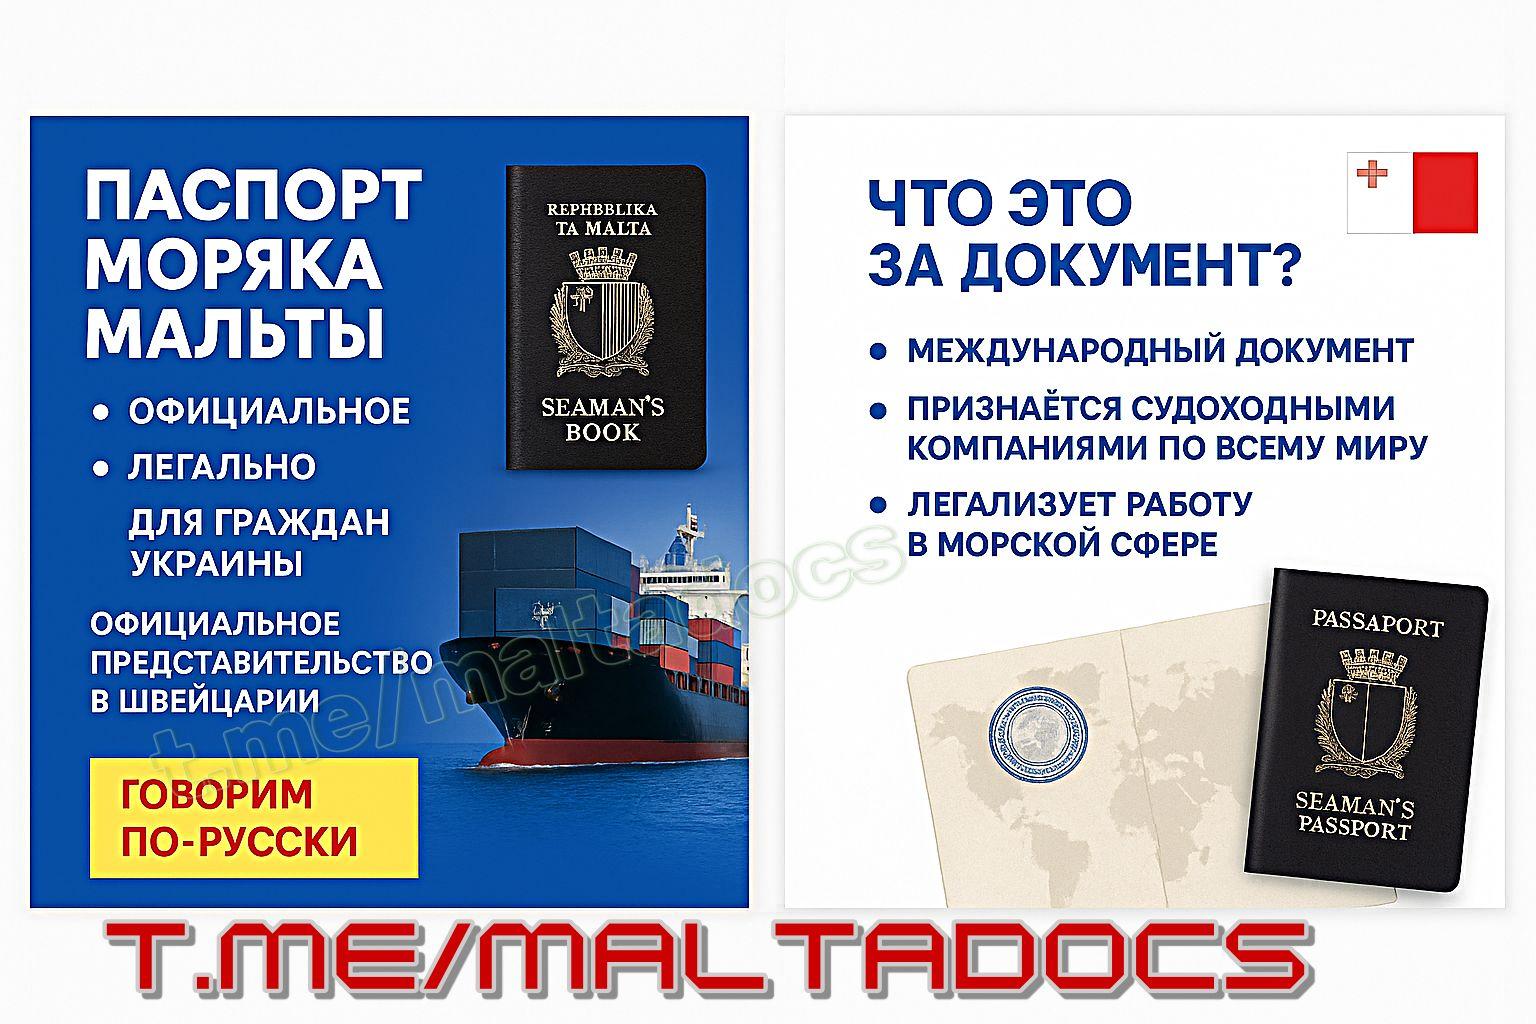 ПАСПОРТ
МОРЯКА
МАЛЬТЫ
• ОФИЦИАЛЬНОЕ
• ЛЕГАЛЬНО
ДЛЯ ГРАЖДАН
УКРАИНЫ
ОФИЦИАЛЬНОЕ
ПРЕДСТАВИТЕЛЬСТВО
В ШВЕЙЦАРИИ
ГОВОРИМ
ПО-РУССКИ
REPHBBLIKA
TA MALTA
SEAMAN'S
BOOK
t.me/maltadocs
ЧТО ЭТО
ЗА ДОКУМЕНТ?
• МЕЖДУНАРОДНЫЙ ДОКУМЕНТ
• ПРИЗНАЁТСЯ СУДОХОДНЫМИ
КОМПАНИЯМИ ПО ВСЕМУ МИРУ
• ЛЕГАЛИЗУЕТ РАБОТУ
В МОРСКОЙ СФЕРЕ
PASSAPORT
SEAMAN'S
PASSPORT
T.ME/MALTADOCS